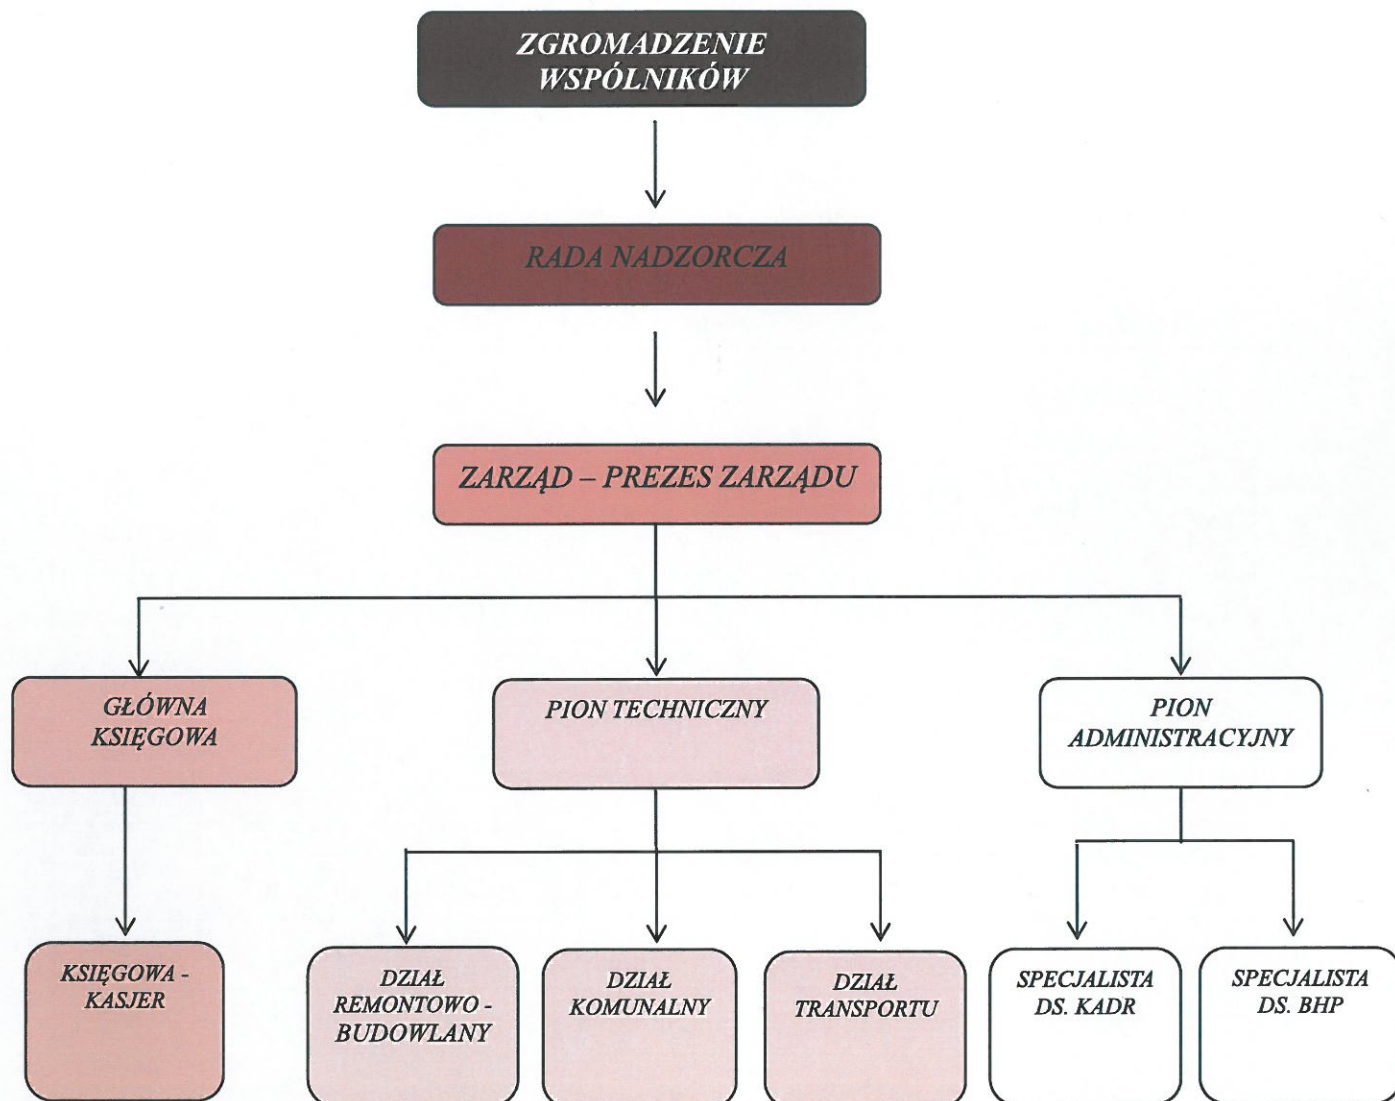 ZGROMADZENIE
WSPÓLNIKÓW
RADA NADZORCZA
ZARZĄD – PREZES ZARZĄDU
GŁÓWNA
KSIĘGOWA
PION TECHNICZNY
PION
ADMINISTRACYJNY
KSIĘGOWA -
KASJER
DZIAŁ
REMONTOWO -
BUDOWLANY
DZIAŁ
KOMUNALNY
DZIAŁ
TRANSPORTU
SPECJALISTA
DS. KADR
SPECJALISTA
DS. BHP